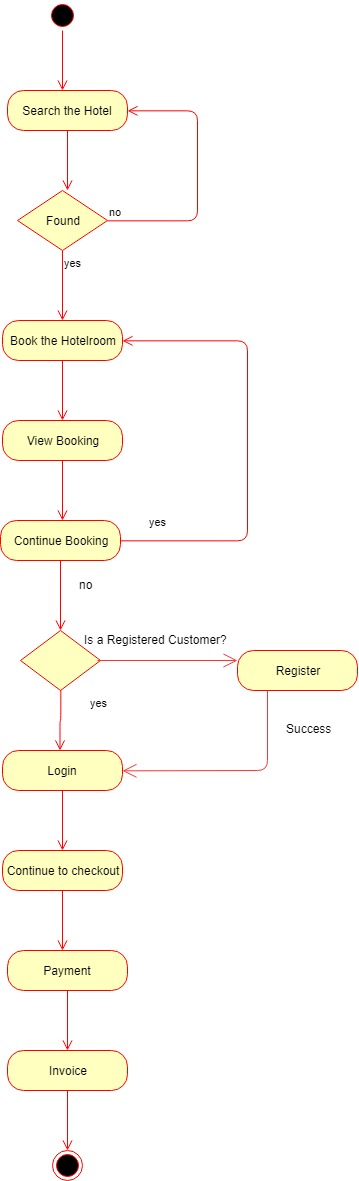 Search the Hotel
no
Found
yes
Book the Hotelroom
View Booking
yes
Continue Booking
no
Is a Registered Customer?
Register
yes
Success
Login
Continue to checkout
Payment
Invoice